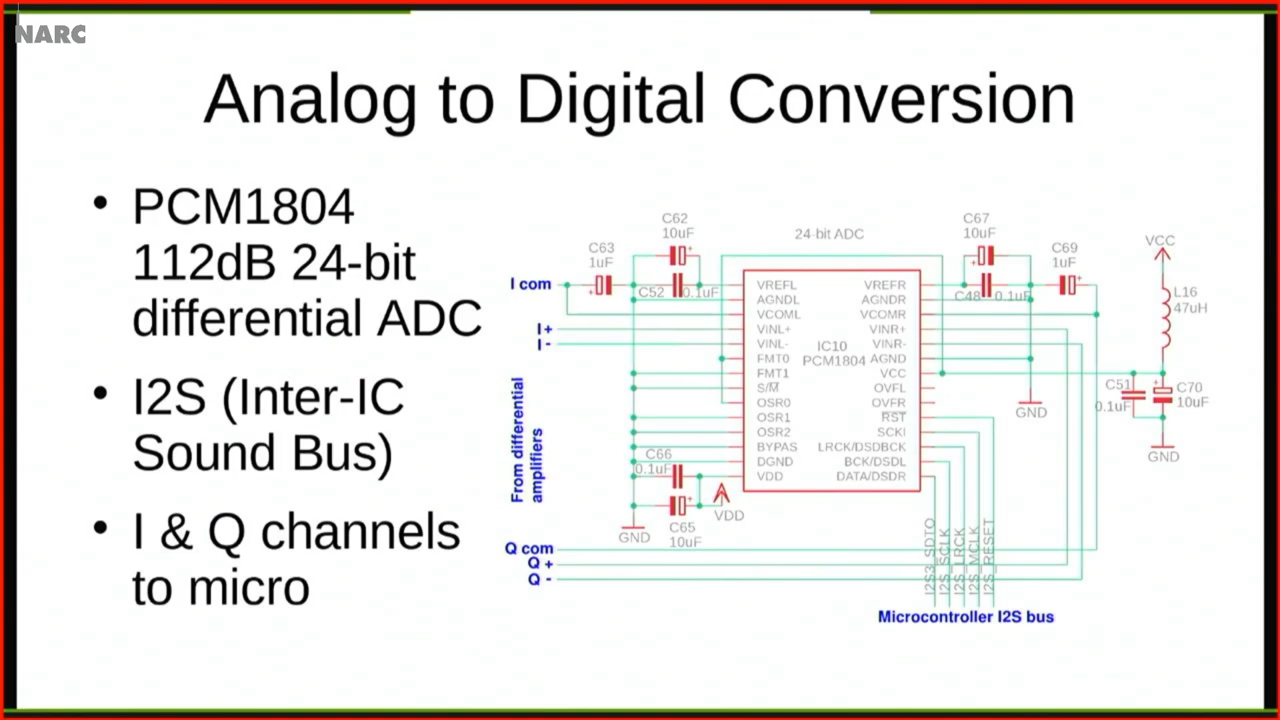 NARC
Analog to Digital Conversion
• PCM1804
112dB 24-bit
differential ADC
• I2S (Inter-IC
Sound Bus)
• I & Q channels
to micro
C62
10uF
24-bit ADC
C67
10uF
C63
1uF
C69
1uF
VCC
I com
C52
0.1uF
C48
0.1uF
L16
47uH
I+
I -
VREFL
AGNDL
VCOML
VINL+
VINL-
FMT0
FMT1
S/M
OSR0
OSR1
OSR2
BYPAS
DGND
VDD
IC10
PCM1804
VREFR
AGNDR
VCOMR
VINR+
VINR-
AGND
VCC
OVFL
OVFR
RST
SCKI
LRCK/DSDBCK
BCK/DSDL
DATA/DSDR
GND
C51
0.1uF
C70
10uF
GND
From differential
amplifiers
C66
0.1uF
VDD
GND
C65
10uF
Q com
Q +
Q -
I2S3_SDTO
I2S_SCLK
I2S_LRCK
I2S_MCLK
I2S_RESET
Microcontroller I2S bus